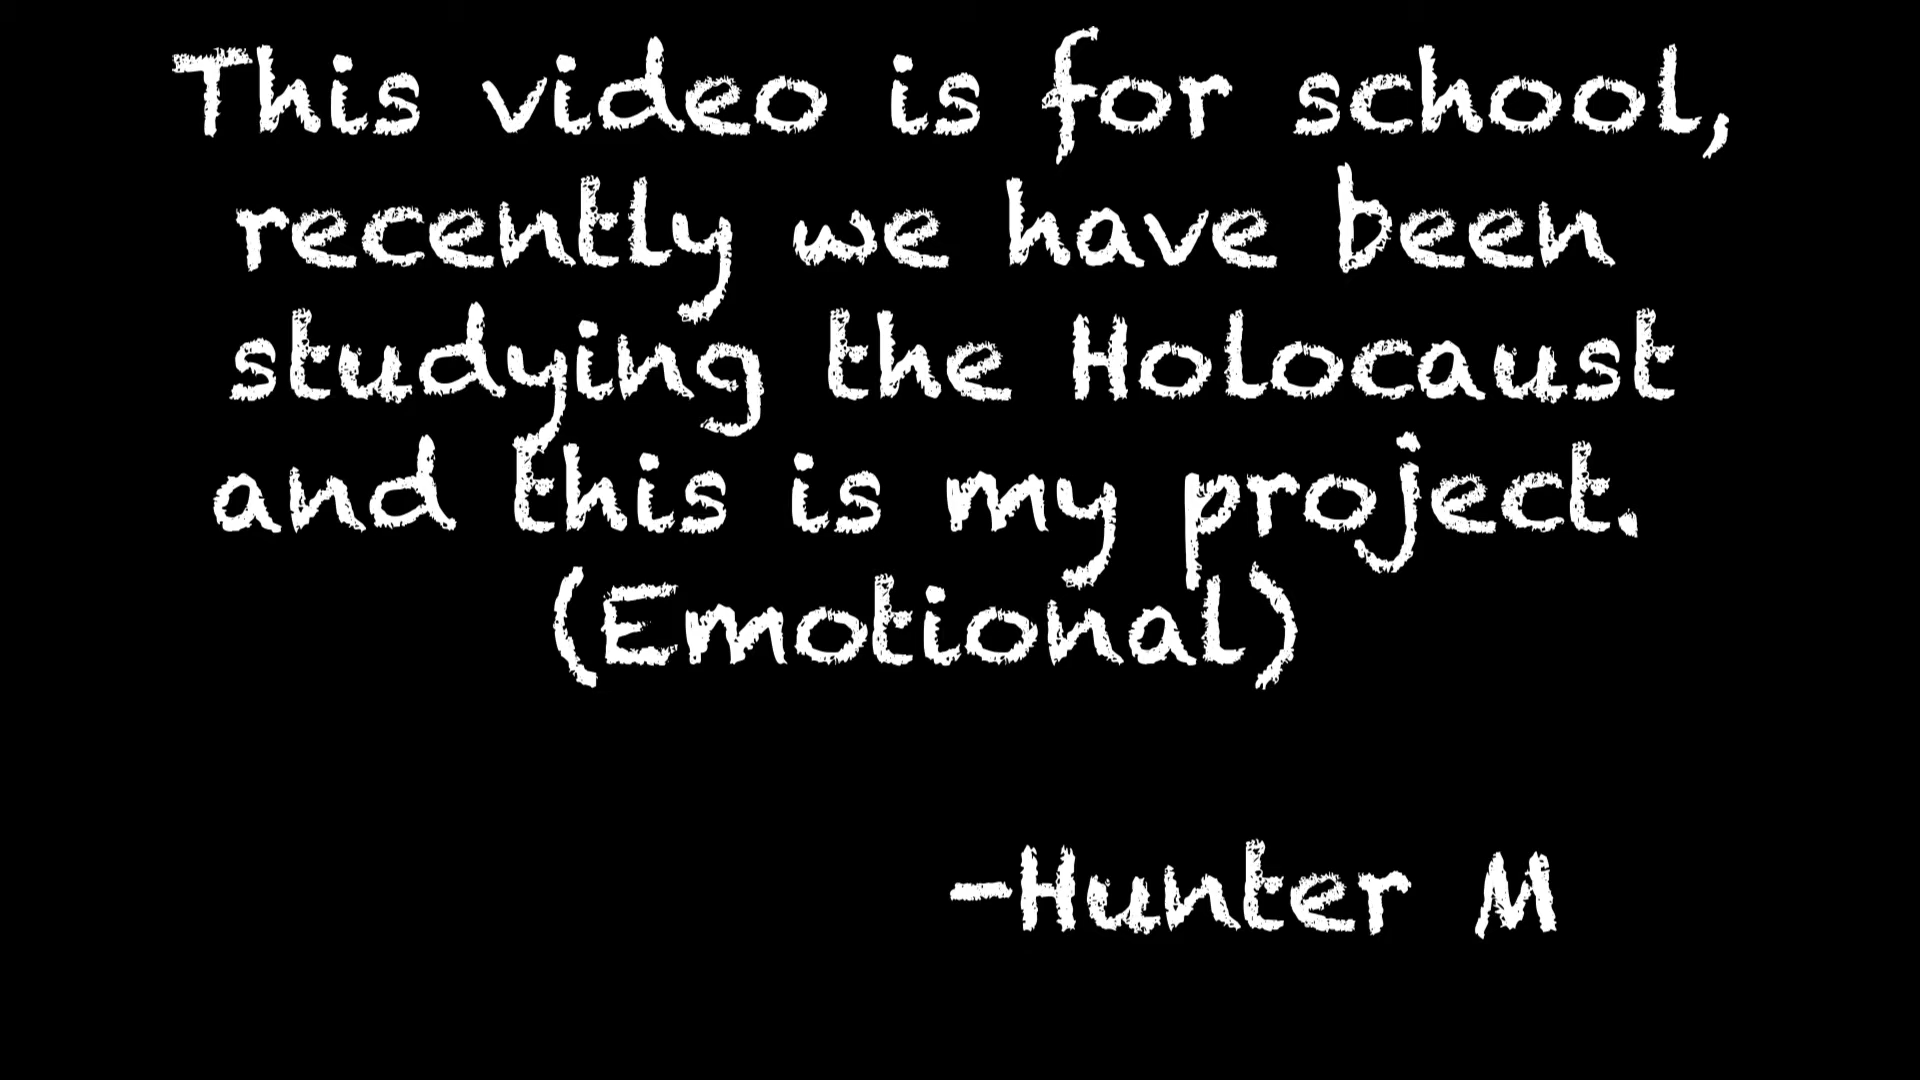 This video is for school,
recently we have been
studying the Holocaust
and this is my project.
(Emotional)
-Hunter M